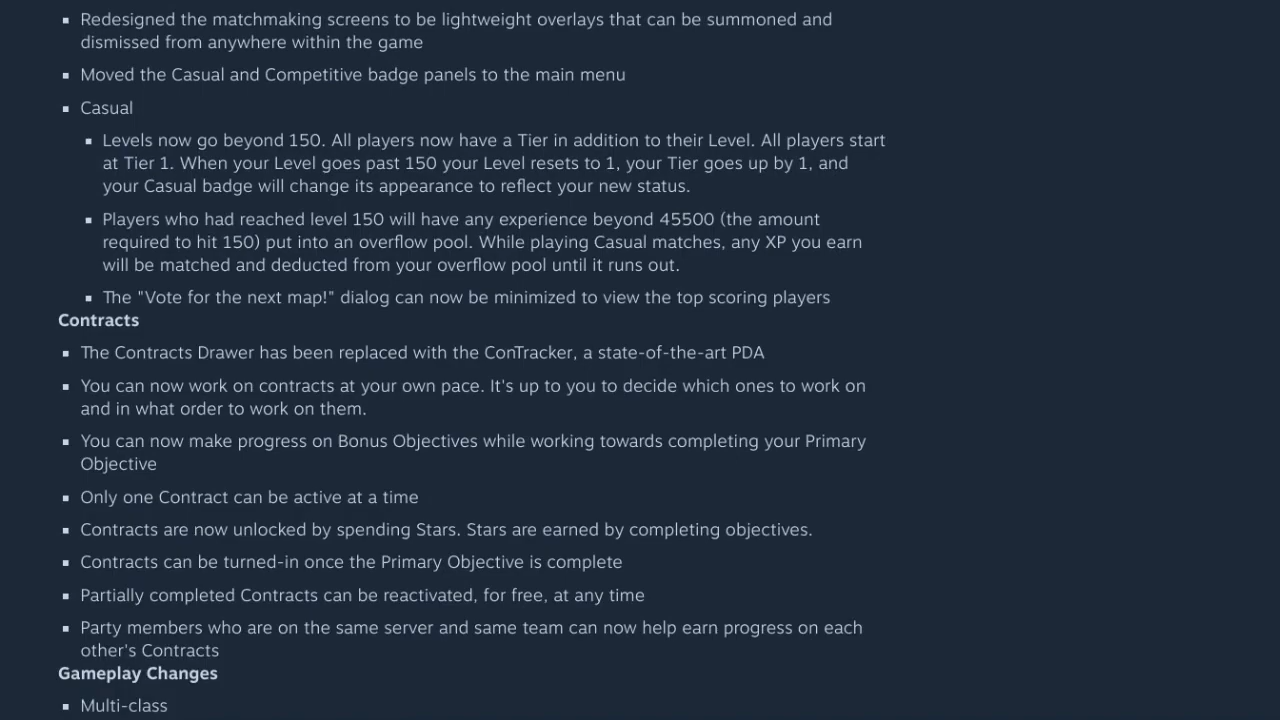 ▪ Redesigned the matchmaking screens to be lightweight overlays that can be summoned and
dismissed from anywhere within the game
▪ Moved the Casual and Competitive badge panels to the main menu
▪ Casual
▪ Levels now go beyond 150. All players now have a Tier in addition to their Level. All players start
at Tier 1. When your Level goes past 150 your Level resets to 1, your Tier goes up by 1, and
your Casual badge will change its appearance to reflect your new status.
▪ Players who had reached level 150 will have any experience beyond 45500 (the amount
required to hit 150) put into an overflow pool. While playing Casual matches, any XP you earn
will be matched and deducted from your overflow pool until it runs out.
▪ The "Vote for the next map!" dialog can now be minimized to view the top scoring players
Contracts
▪ The Contracts Drawer has been replaced with the ConTracker, a state-of-the-art PDA
▪ You can now work on contracts at your own pace. It's up to you to decide which ones to work on
and in what order to work on them.
▪ You can now make progress on Bonus Objectives while working towards completing your Primary
Objective
▪ Only one Contract can be active at a time
▪ Contracts are now unlocked by spending Stars. Stars are earned by completing objectives.
▪ Contracts can be turned-in once the Primary Objective is complete
▪ Partially completed Contracts can be reactivated, for free, at any time
▪ Party members who are on the same server and same team can now help earn progress on each
other's Contracts
Gameplay Changes
▪ Multi-class